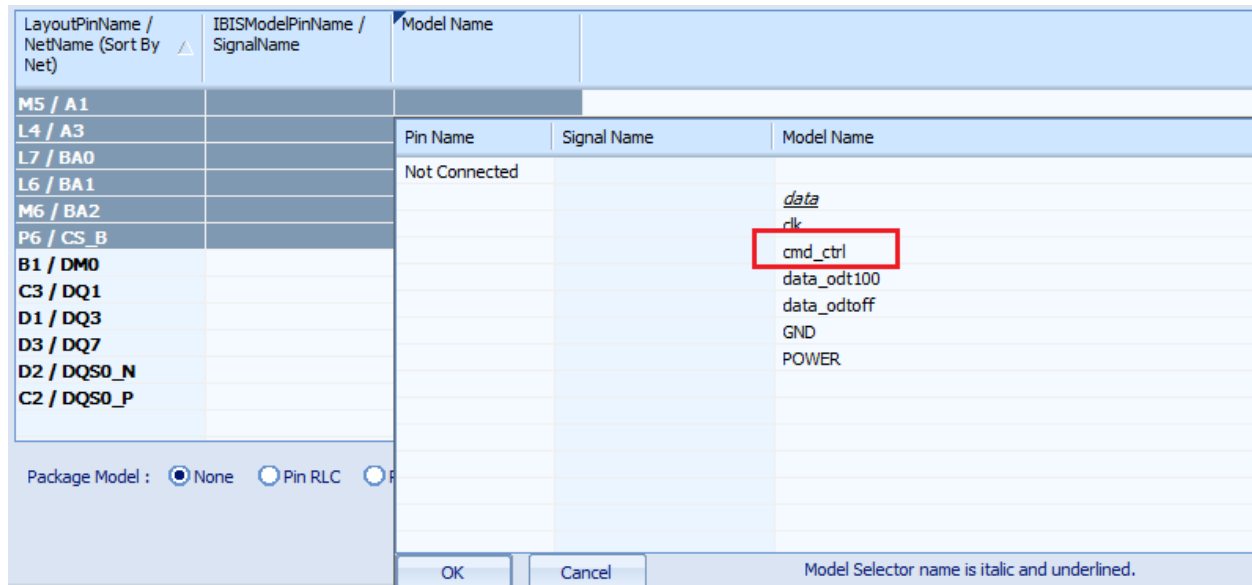 LayoutPinName /
NetName (Sort By
Net)
IBISModelPinName /
SignalName
Model Name
M5 / A1
L4 / A3
L7 / BA0
L6 / BA1
M6 / BA2
P6 / CS_B
B1 / DM0
C3 / DQ1
D1 / DQ3
D3 / DQ7
D2 / DQS0_N
C2 / DQS0_P
Pin Name Signal Name Model Name
Not Connected
data
clk
cmd_ctrl
data_odt100
data_odtoff
GND
POWER
Package Model : None Pin RLC
OK Cancel Model Selector name is italic and underlined.